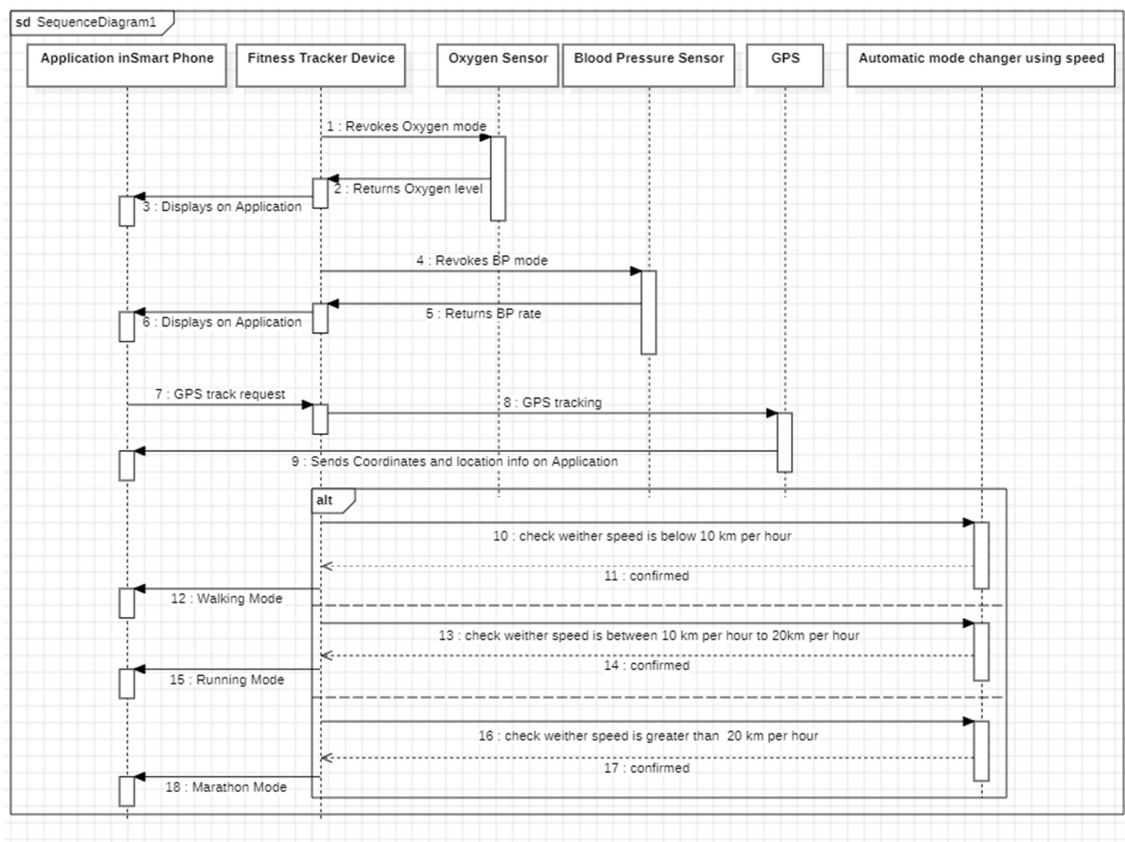 sd SequenceDiagram1
Application inSmart Phone
Fitness Tracker Device
Oxygen Sensor
Blood Pressure Sensor
GPS
Automatic mode changer using speed
1 : Revokes Oxygen mode
2 : Returns Oxygen level
3 : Displays on Application
4 : Revokes BP mode
5 : Returns BP rate
6 : Displays on Application
7 : GPS track request
8 : GPS tracking
9 : Sends Coordinates and location info on Application
alt
10 : check weither speed is below 10 km per hour
11 : confirmed
12 : Walking Mode
13 : check weither speed is between 10 km per hour to 20km per hour
14 : confirmed
15 : Running Mode
16 : check weither speed is greater than  20 km per hour
17 : confirmed
18 : Marathon Mode